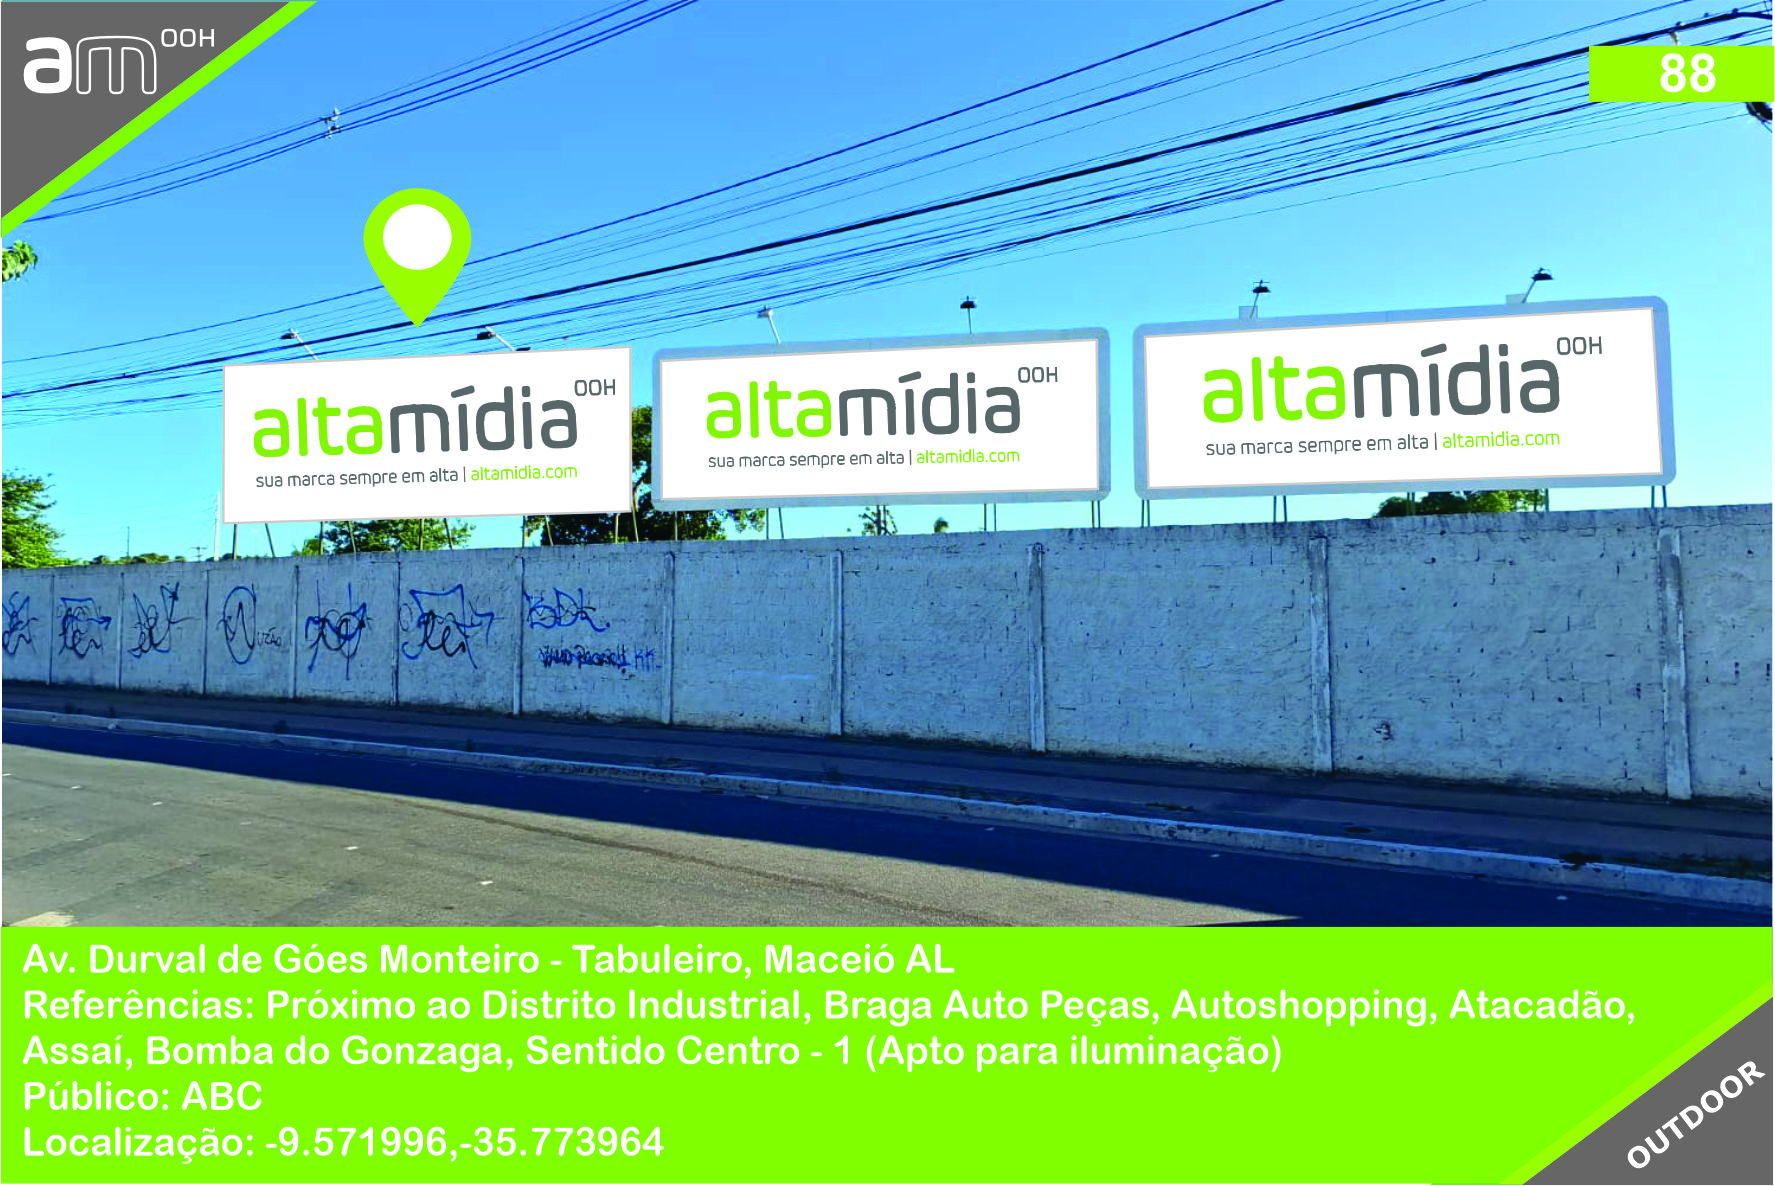 am OOH
88
altamídia OOH
sua marca sempre em alta | altamidia.com
altamídia OOH
sua marca sempre em alta | altamidia.com
altamídia OOH
sua marca sempre em alta | altamidia.com
Av. Durval de Góes Monteiro - Tabuleiro, Maceió AL
Referências: Próximo ao Distrito Industrial, Braga Auto Peças, Autoshopping, Atacadão,
Assaí, Bomba do Gonzaga, Sentido Centro - 1 (Apto para iluminação)
Público: ABC
Localização: -9.571996,-35.773964
OUTDOOR